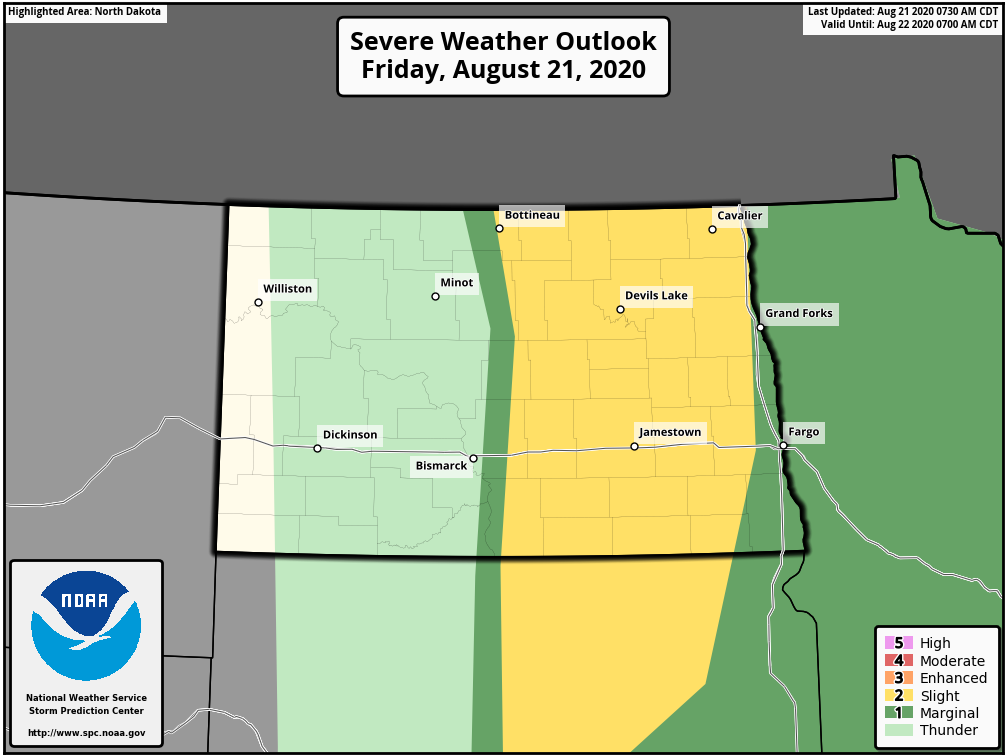 Highlighted Area: North Dakota
Last Updated: Aug 21 2020 0730 AM CDT
Valid Until: Aug 22 2020 0700 AM CDT
Severe Weather Outlook
Friday, August 21, 2020
Bottineau
Cavalier
Williston
Minot
Devils Lake
Grand Forks
Dickinson
Bismarck
Jamestown
Fargo
NOAA
National Weather Service
Storm Prediction Center
http://www.spc.noaa.gov
5 High
4 Moderate
3 Enhanced
2 Slight
1 Marginal
Thunder